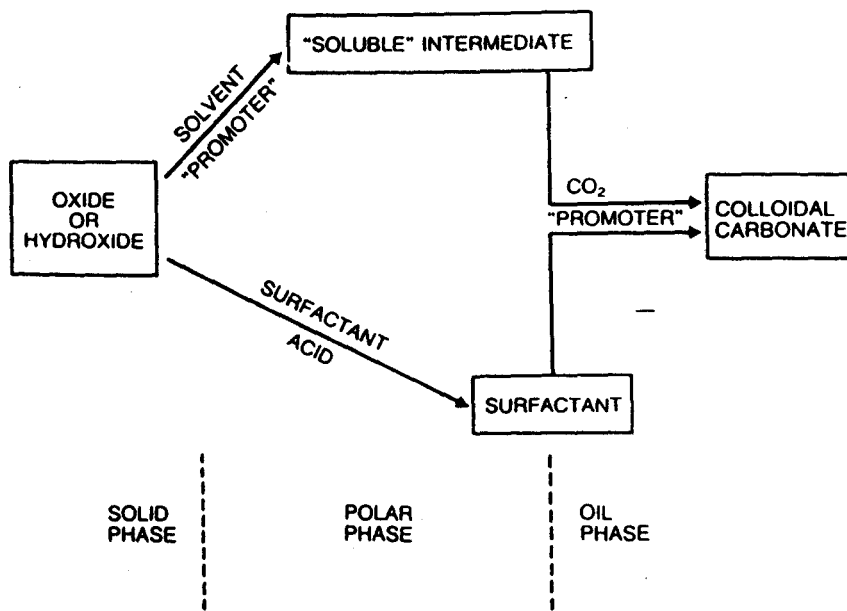 "SOLUBLE" INTERMEDIATE
SOLVENT
"PROMOTER"
OXIDE
OR
HYDROXIDE
CO₂
"PROMOTER"
COLLOIDAL
CARBONATE
SURFACTANT
ACID
SURFACTANT
SOLID
PHASE
POLAR
PHASE
OIL
PHASE